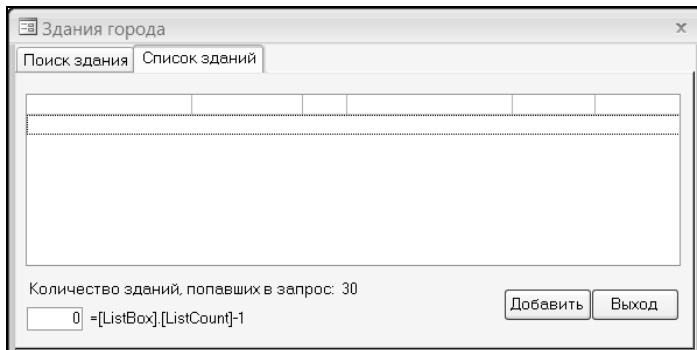 Здания города
Поиск здания Список зданий
Количество зданий, попавших в запрос: 30
0 =[ListBox].[ListCount]-1
Добавить Выход